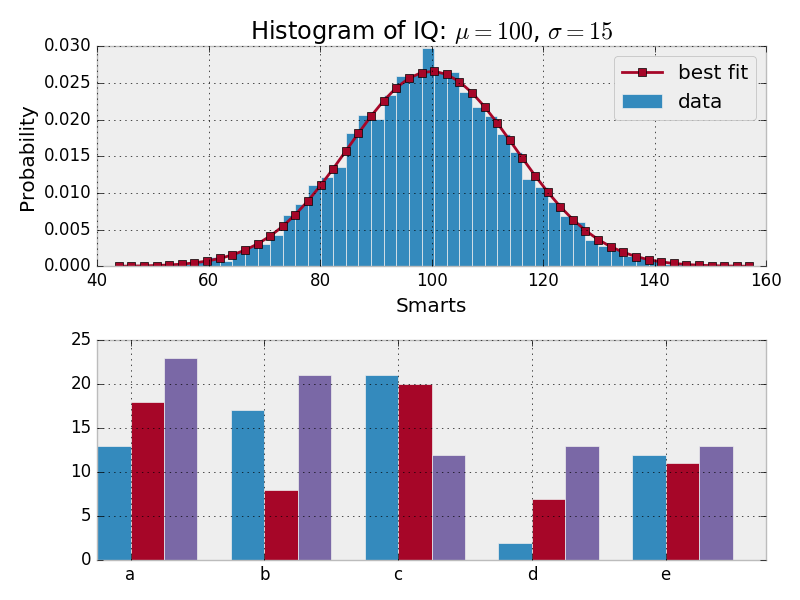 Histogram of IQ: μ = 100, σ = 15
0.030
0.025
0.020
0.015
0.010
0.005
0.000
Probability
best fit
data
40 60 80 100 120 140 160
Smarts
25
20
15
10
5
0
a b c d e